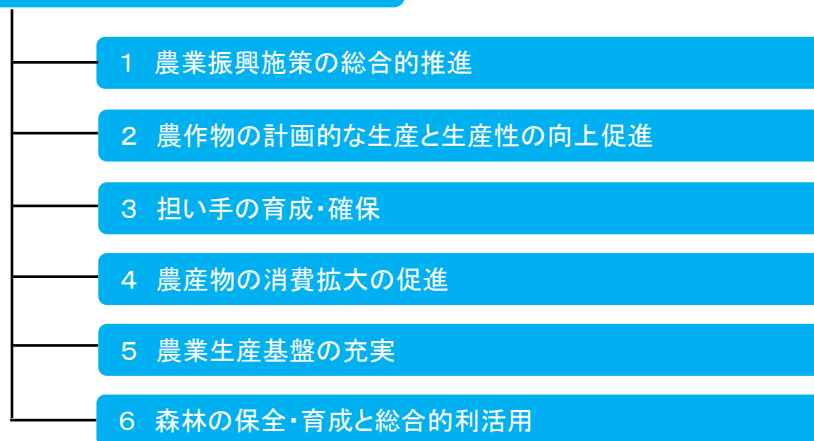 1 農業振興施策の総合的推進
2 農作物の計画的な生産と生産性の向上促進
3 担い手の育成・確保
4 農産物の消費拡大の促進
5 農業生産基盤の充実
6 森林の保全・育成と総合的利活用